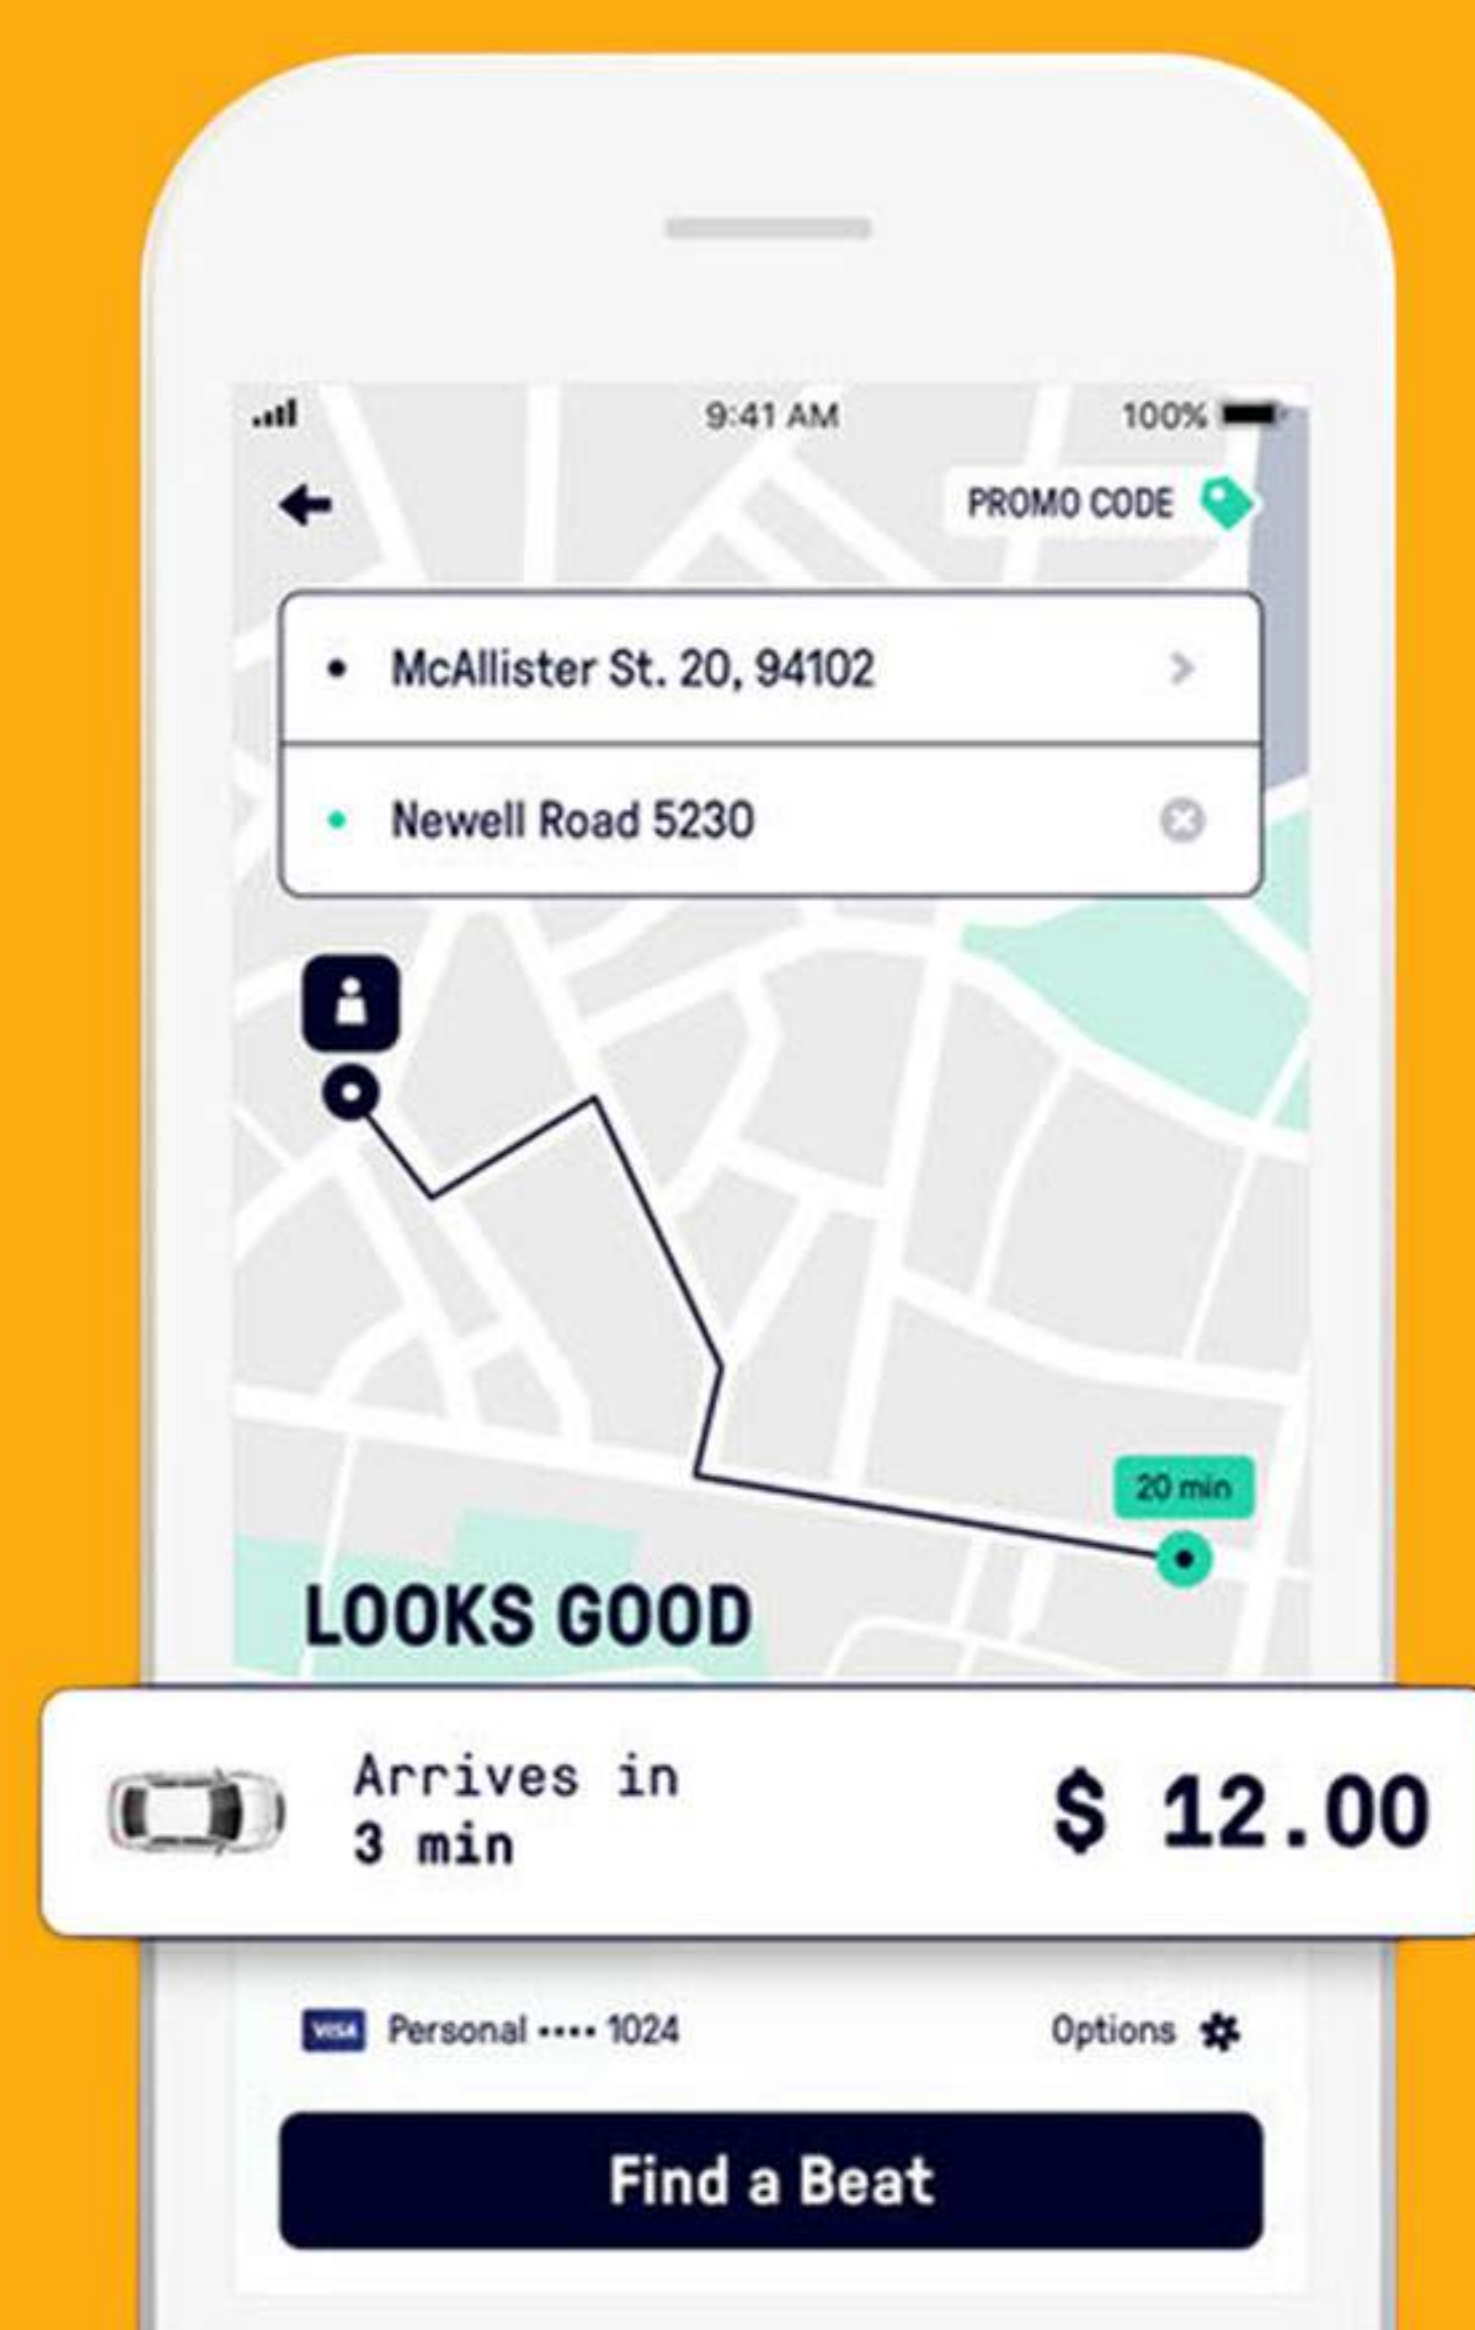 9:41 AM
100%
PROMO CODE
McAllister St. 20, 94102
Newell Road 5230
20 min
LOOKS GOOD
Arrives in
3 min
$ 12.00
VISA Personal •••• 1024
Options
Find a Beat